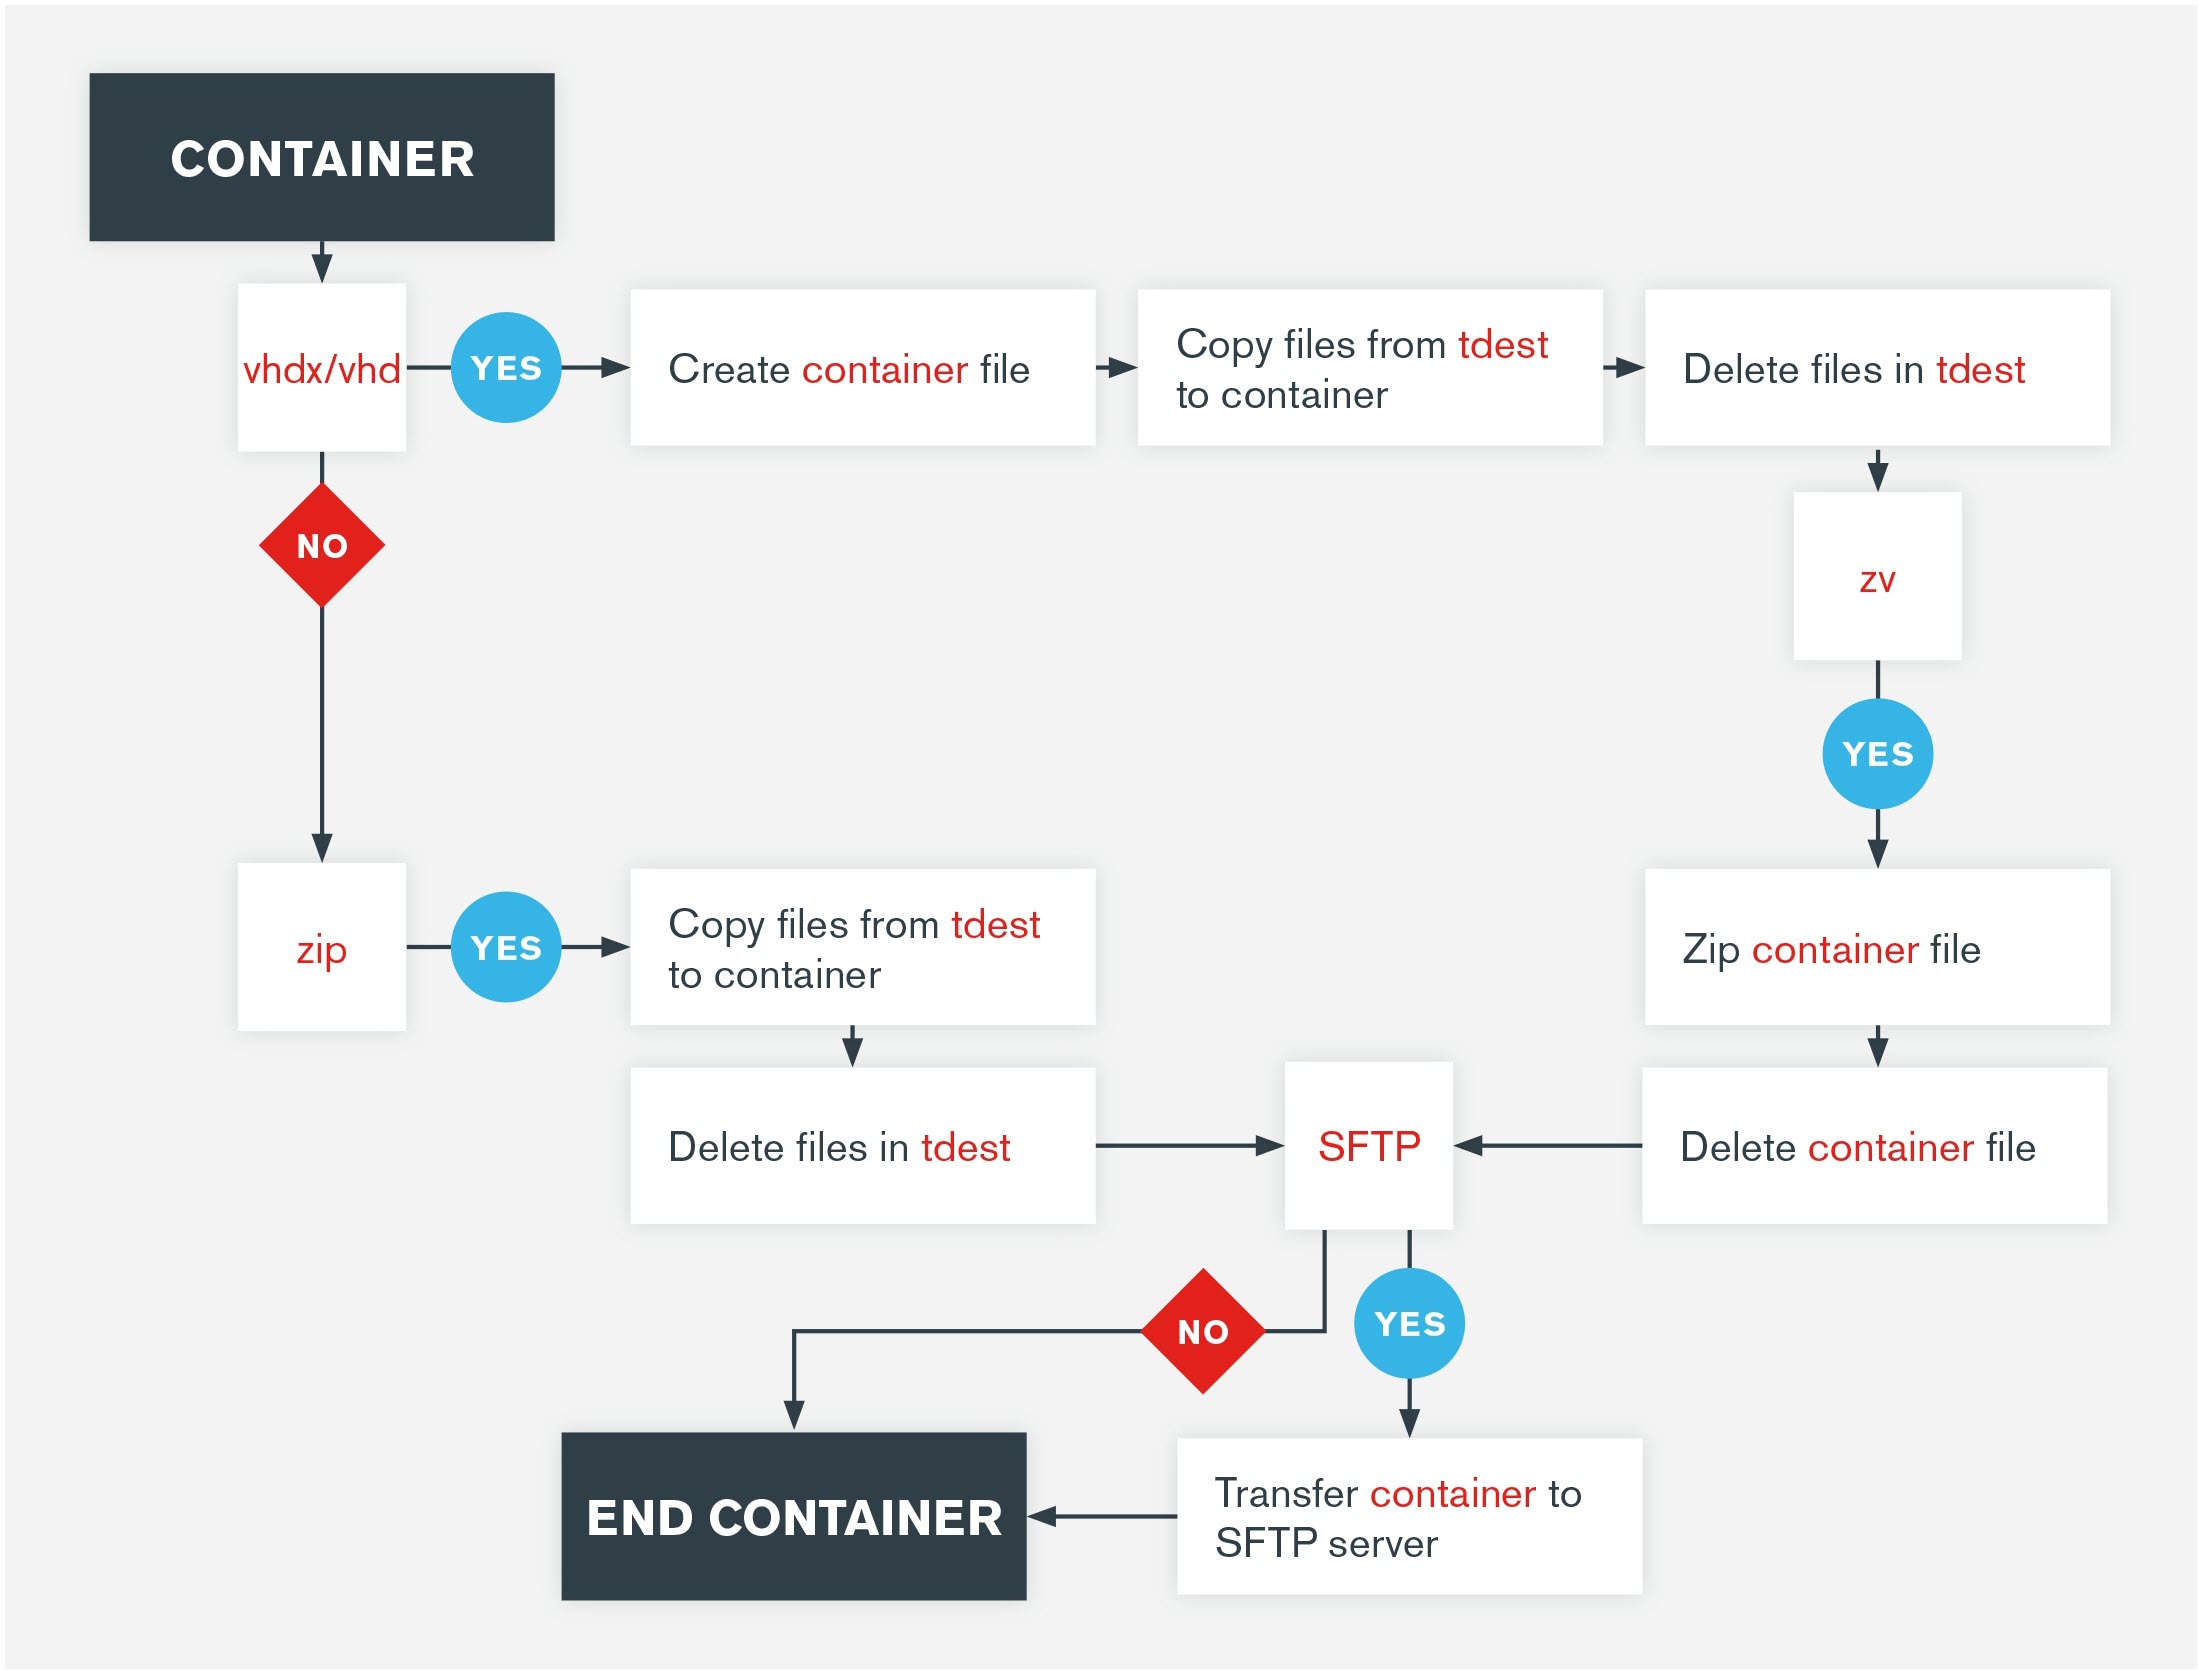 CONTAINER
vhdx/vhd
YES
Create container file
Copy files from tdest
to container
Delete files in tdest
NO
zv
YES
zip
YES
Copy files from tdest
to container
Zip container file
Delete files in tdest
SFTP
Delete container file
NO
YES
END CONTAINER
Transfer container to
SFTP server